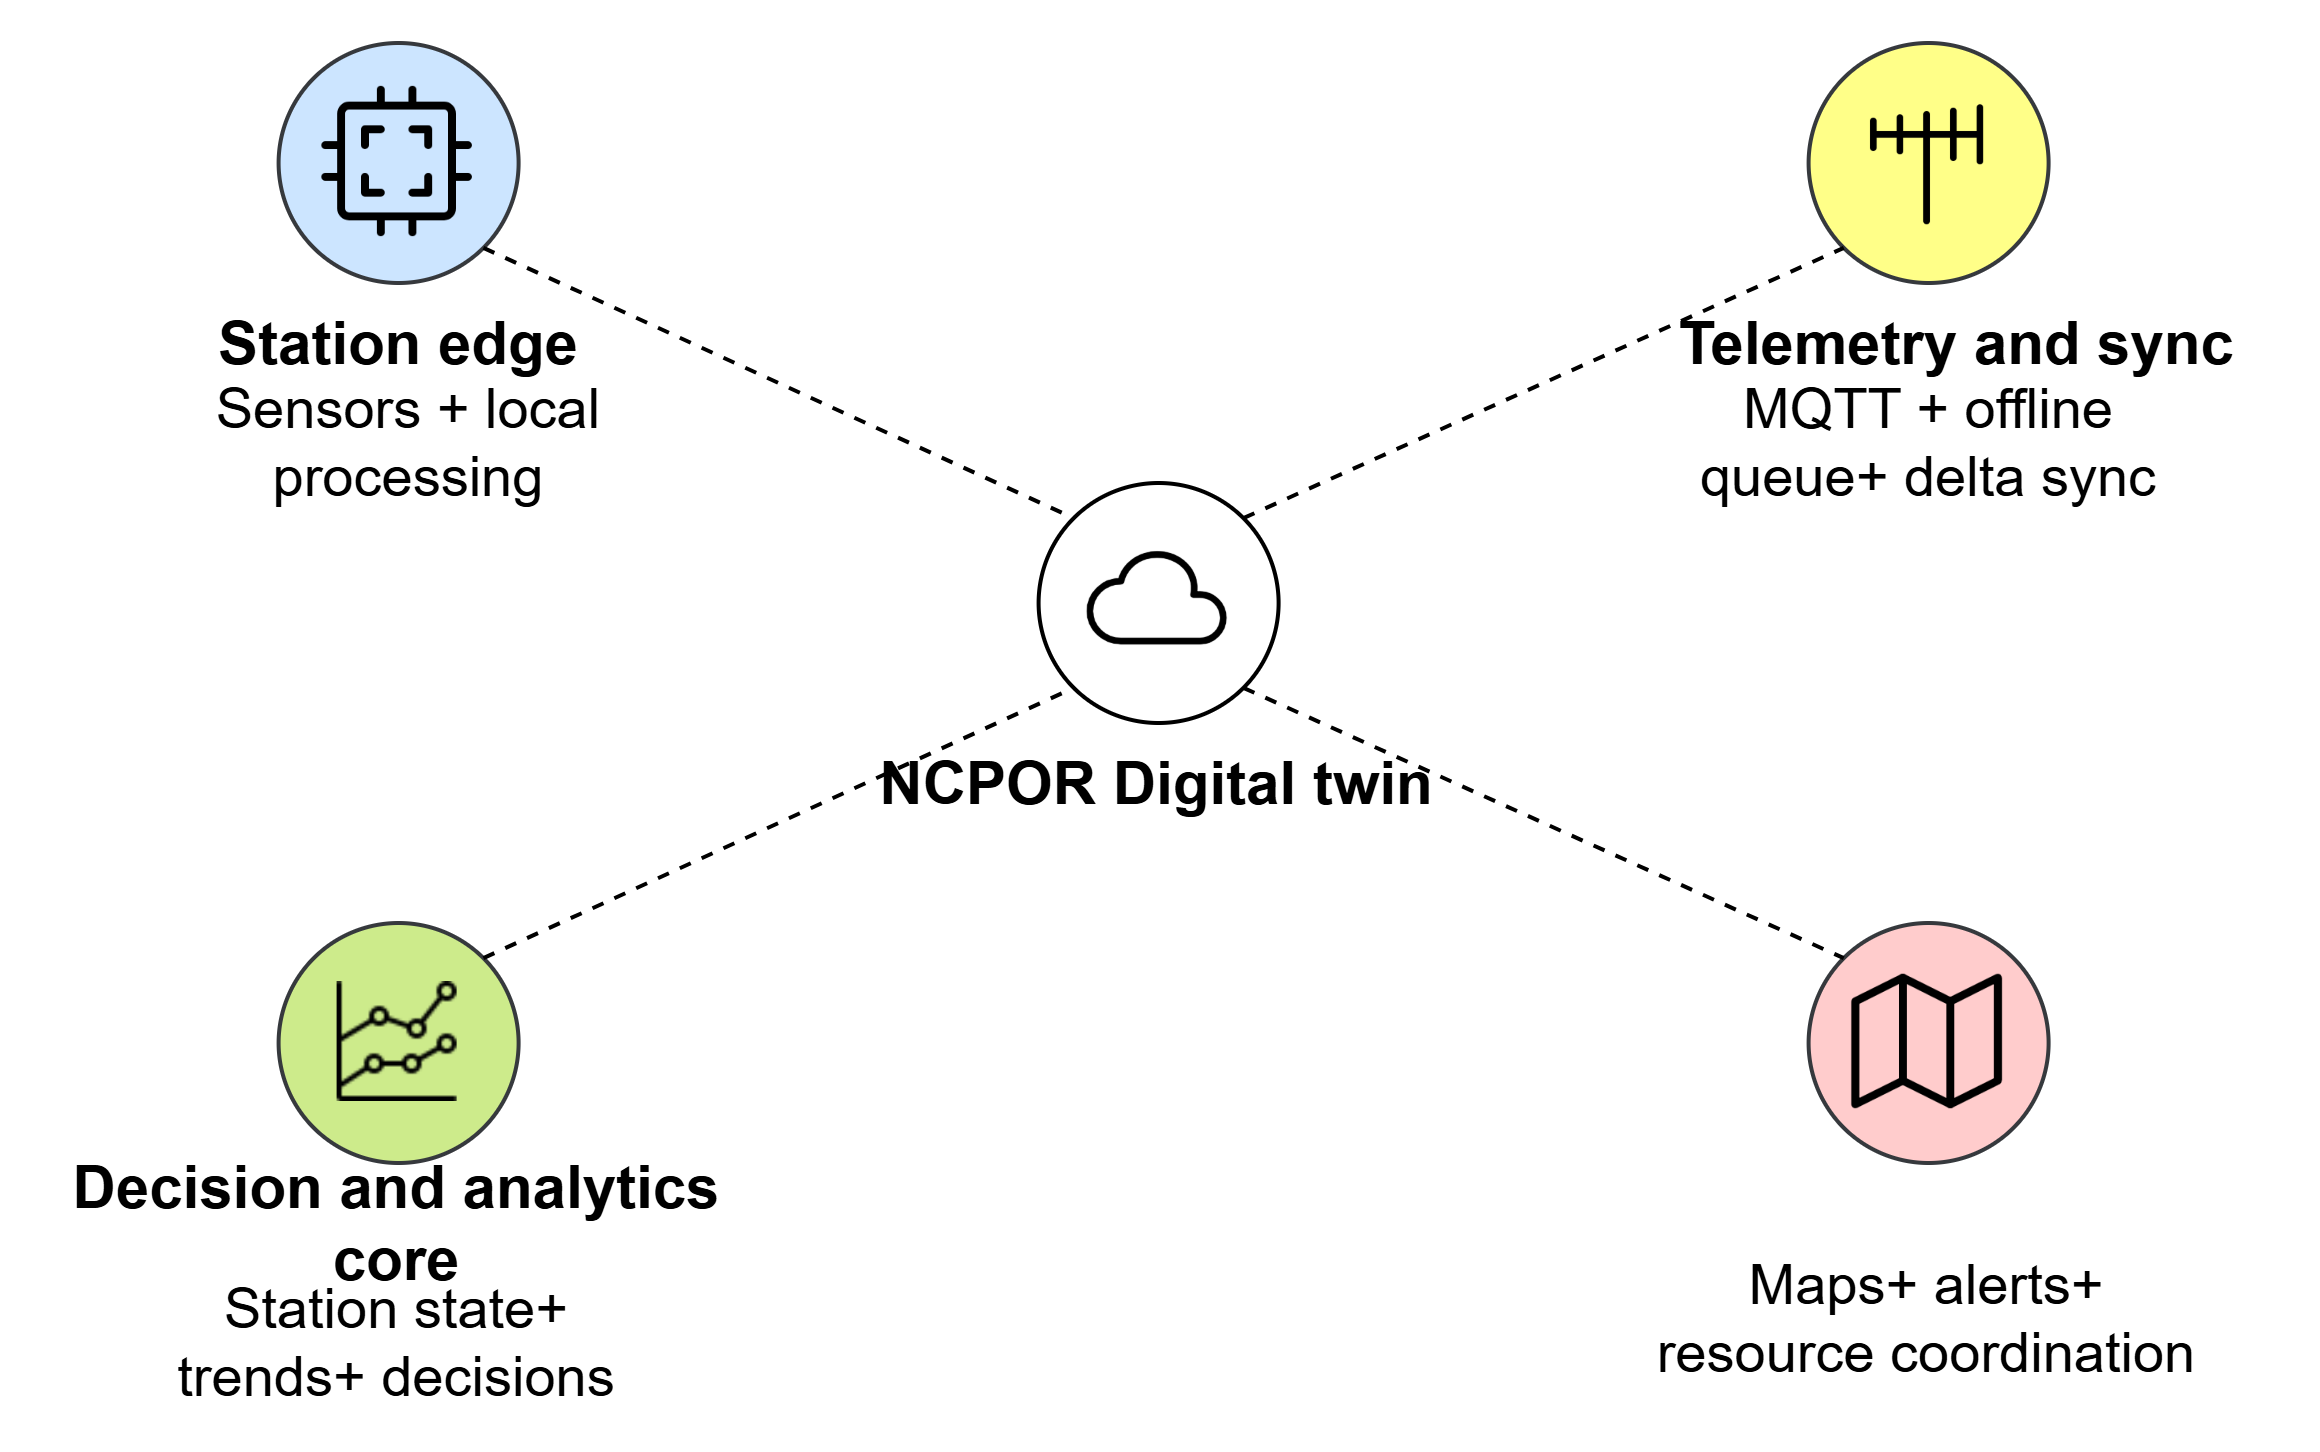 Station edge
Sensors + local
processing
Telemetry and sync
MQTT + offline
queue+ delta sync
NCPOR Digital twin
Decision and analytics
core
Station state+
trends+ decisions
Maps+ alerts+
resource coordination